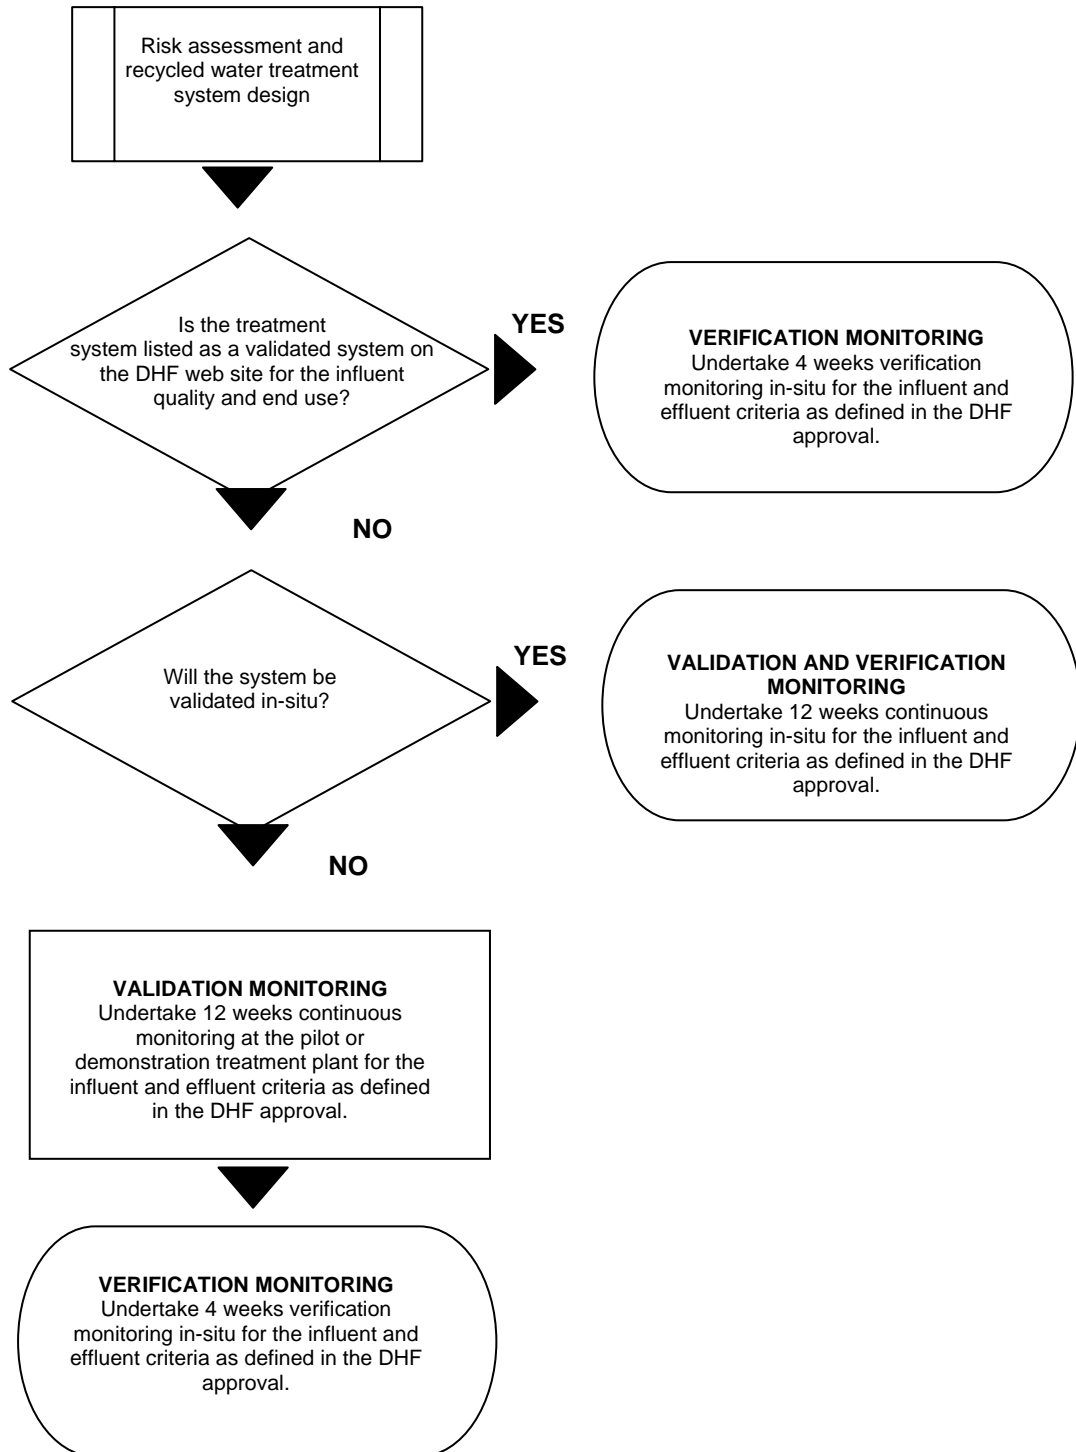 Risk assessment and
recycled water treatment
system design
Is the treatment
system listed as a validated system on
the DHF web site for the influent
quality and end use?
YES
VERIFICATION MONITORING
Undertake 4 weeks verification
monitoring in-situ for the influent and
effluent criteria as defined in the DHF
approval.
NO
Will the system be
validated in-situ?
YES
VALIDATION AND VERIFICATION
MONITORING
Undertake 12 weeks continuous
monitoring in-situ for the influent and
effluent criteria as defined in the DHF
approval.
NO
VALIDATION MONITORING
Undertake 12 weeks continuous
monitoring at the pilot or
demonstration treatment plant for the
influent and effluent criteria as defined
in the DHF approval.
VERIFICATION MONITORING
Undertake 4 weeks verification
monitoring in-situ for the influent and
effluent criteria as defined in the DHF
approval.